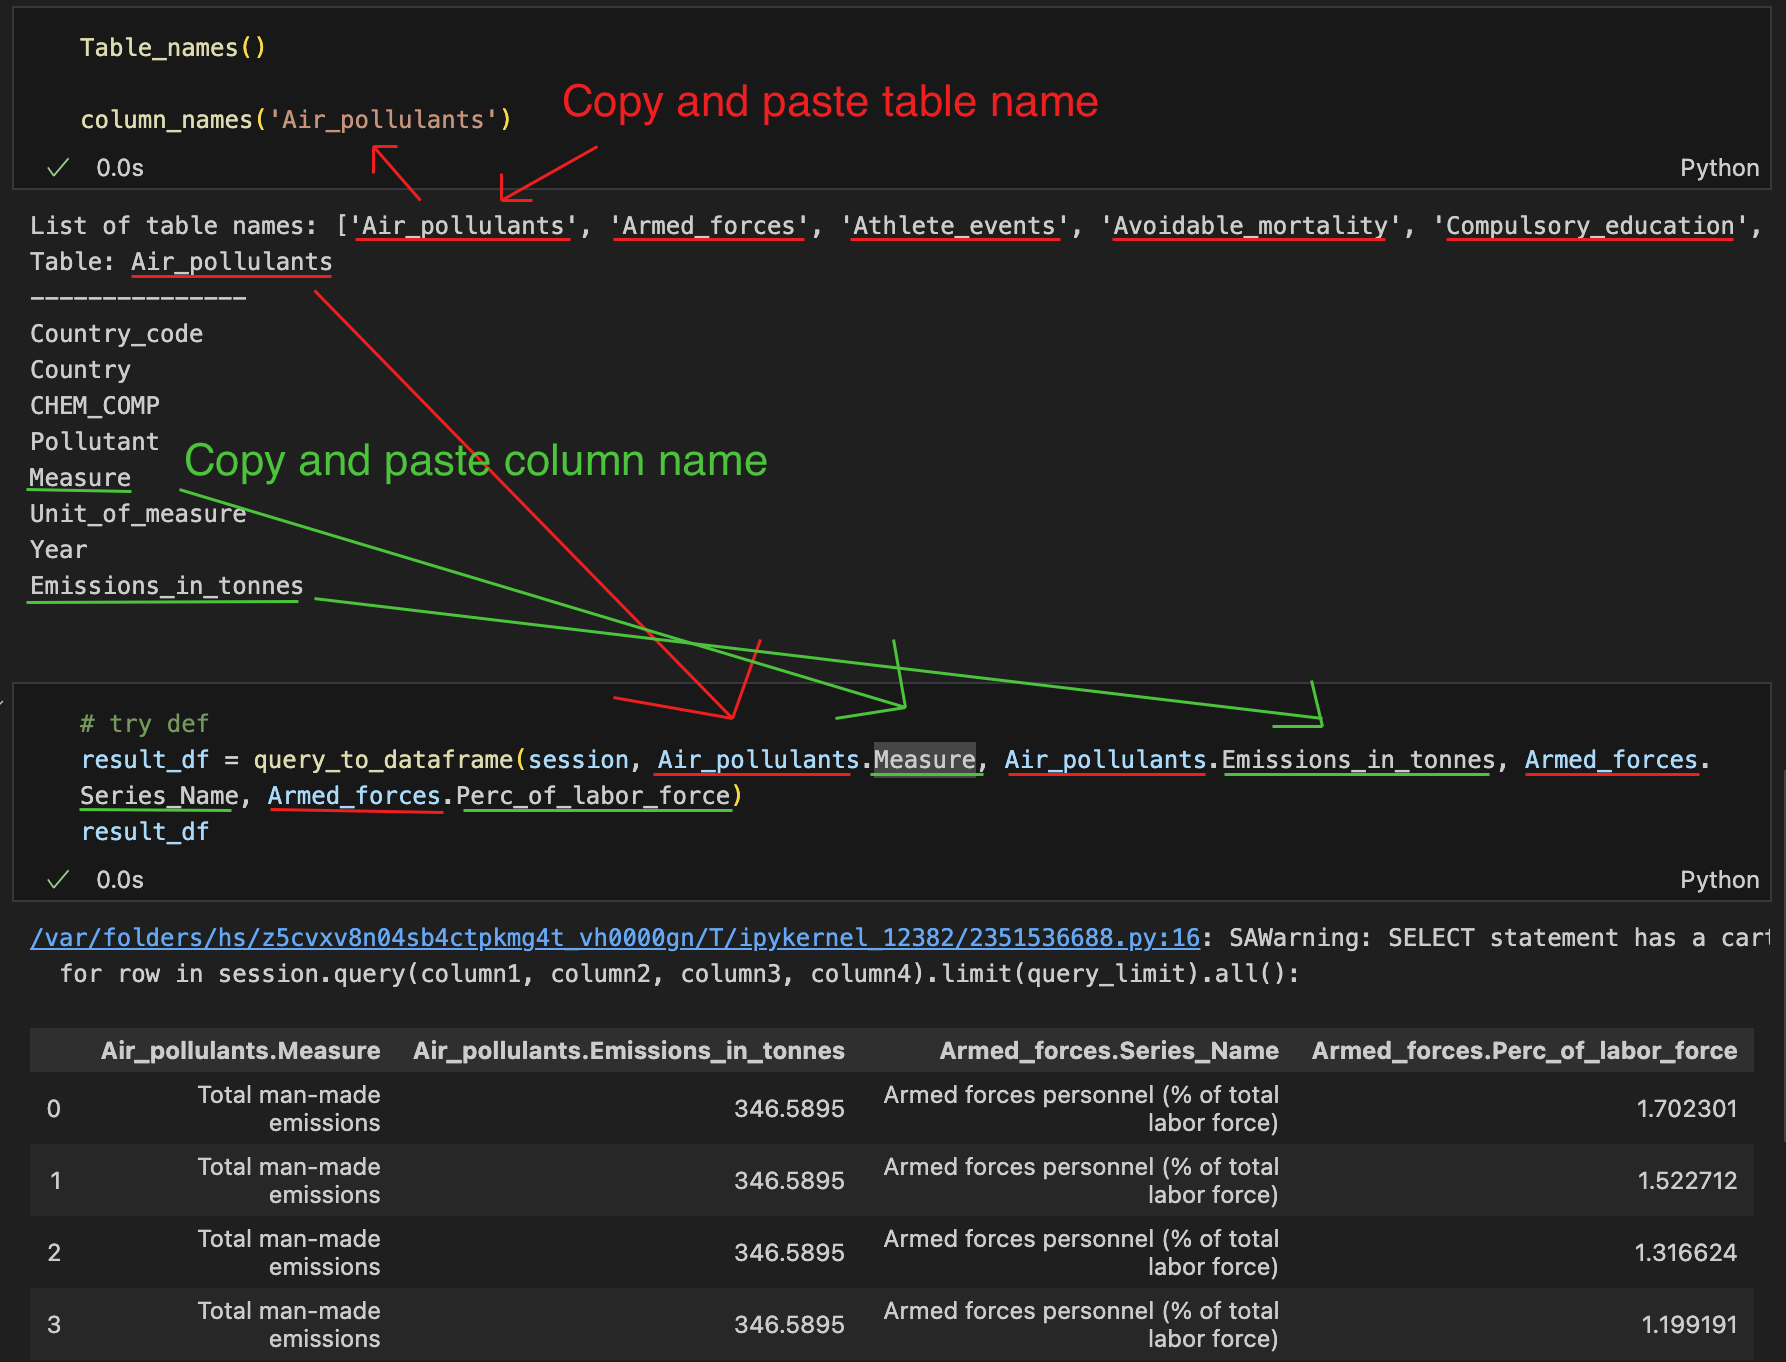 Table_names()
Copy and paste table name
column_names('Air_pollulants')
0.0s
Python
List of table names: ['Air_pollulants', 'Armed_forces', 'Athlete_events', 'Avoidable_mortality', 'Compulsory_education',
Table: Air_pollulants
---------------
Country_code
Country
CHEM_COMP
Pollutant
Copy and paste column name
Measure
Unit_of_measure
Year
Emissions_in_tonnes
# try def
result_df = query_to_dataframe(session, Air_pollulants.Measure, Air_pollulants.Emissions_in_tonnes, Armed_forces.
Series_Name, Armed_forces.Perc_of_labor_force)
result_df
0.0s
Python
/var/folders/hs/z5cvxv8n04sb4ctpkmg4t_vh0000gn/T/ipykernel_12382/2351536688.py:16: SAWarning: SELECT statement has a cart
for row in session.query(column1, column2, column3, column4).limit(query_limit).all():
Air_pollulants.Measure Air_pollulants.Emissions_in_tonnes Armed_forces.Series_Name Armed_forces.Perc_of_labor_force
0 Total man-made emissions 346.5895 Armed forces personnel (% of total labor force) 1.702301
1 Total man-made emissions 346.5895 Armed forces personnel (% of total labor force) 1.522712
2 Total man-made emissions 346.5895 Armed forces personnel (% of total labor force) 1.316624
3 Total man-made emissions 346.5895 Armed forces personnel (% of total labor force) 1.199191